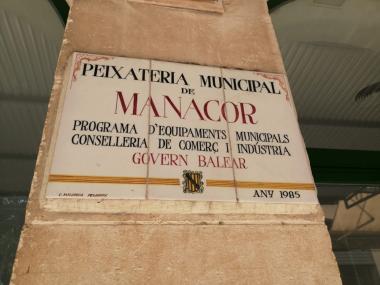 PEIXATERIA MUNICIPAL
DE
MANACOR
PROGRAMA D'EQUIPAMENTS MUNICIPALS
CONSELLERIA DE COMERÇ I INDÚSTRIA
GOVERN BALEAR
ANY 1985